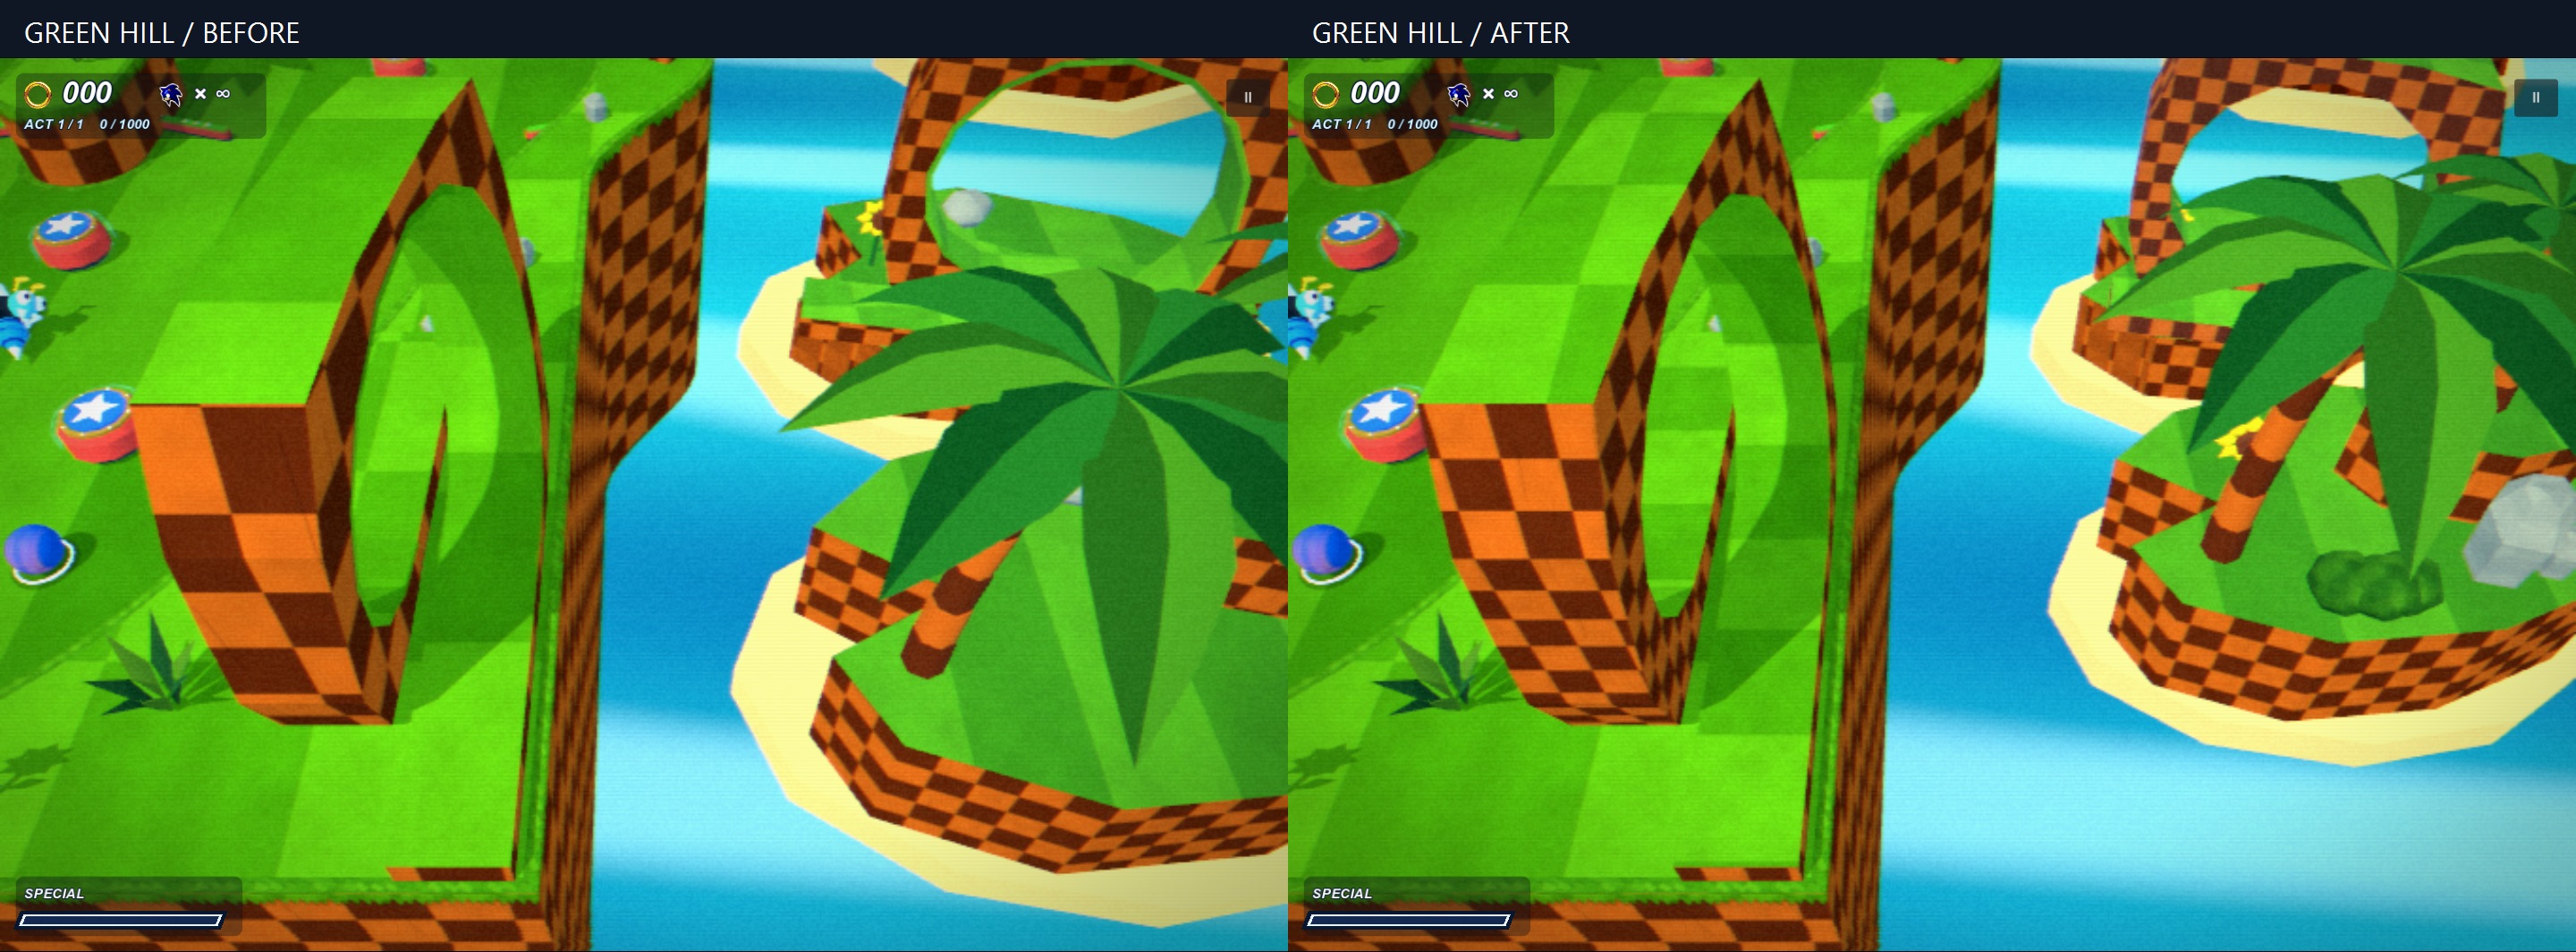 GREEN HILL / BEFORE
000 × ∞
ACT 1 / 1 0 / 1000
SPECIAL
GREEN HILL / AFTER
000 × ∞
ACT 1 / 1 0 / 1000
SPECIAL